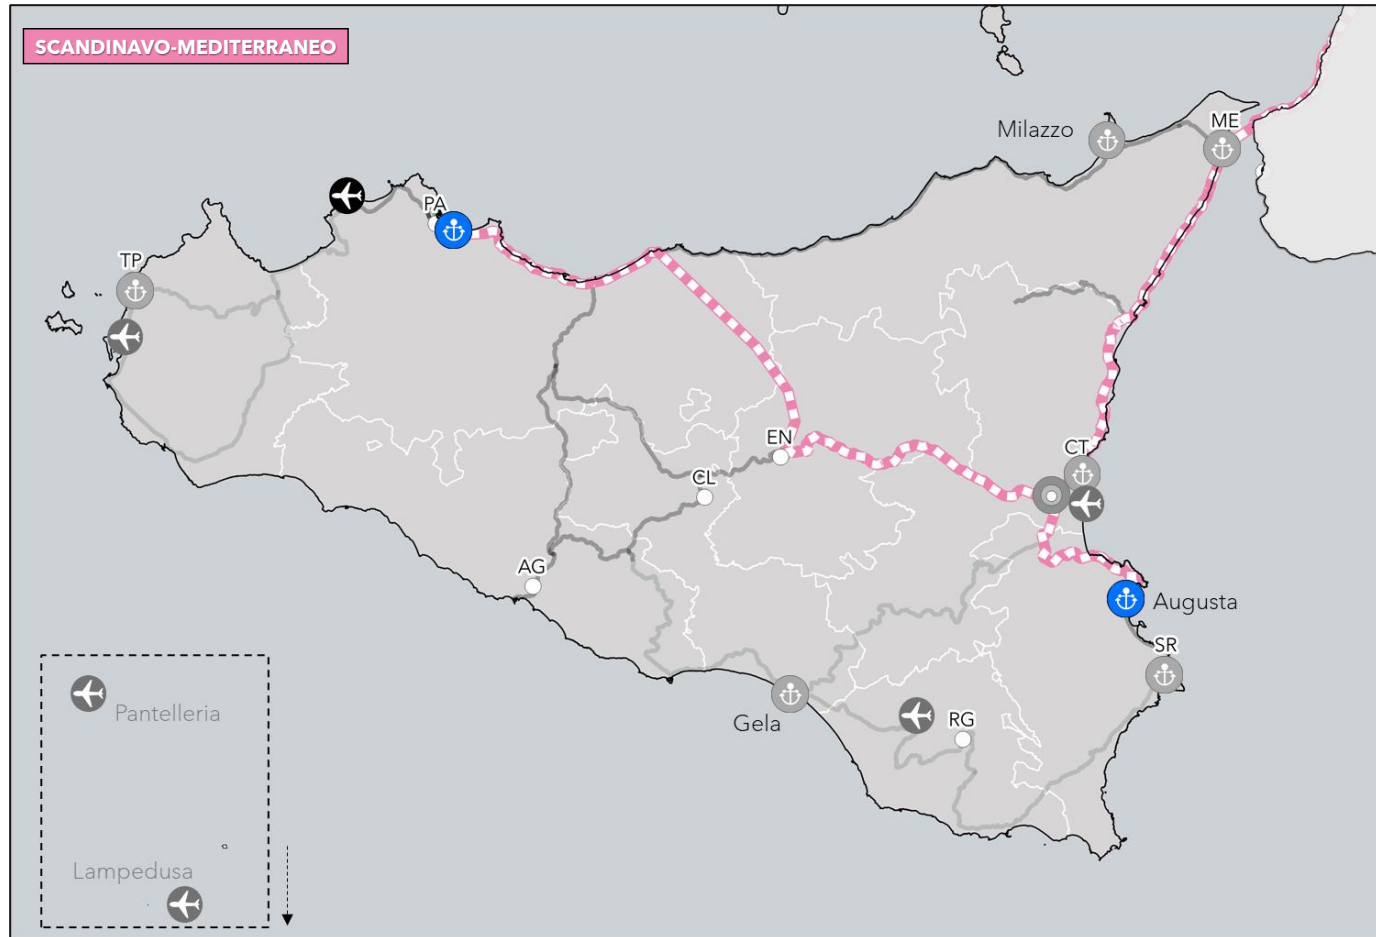 SCANDINAVO-MEDITERRANEO
ME
Milazzo
PA
TP
EN
CT
CL
AG
Augusta
SR
Gela
RG
Pantelleria
Lampedusa